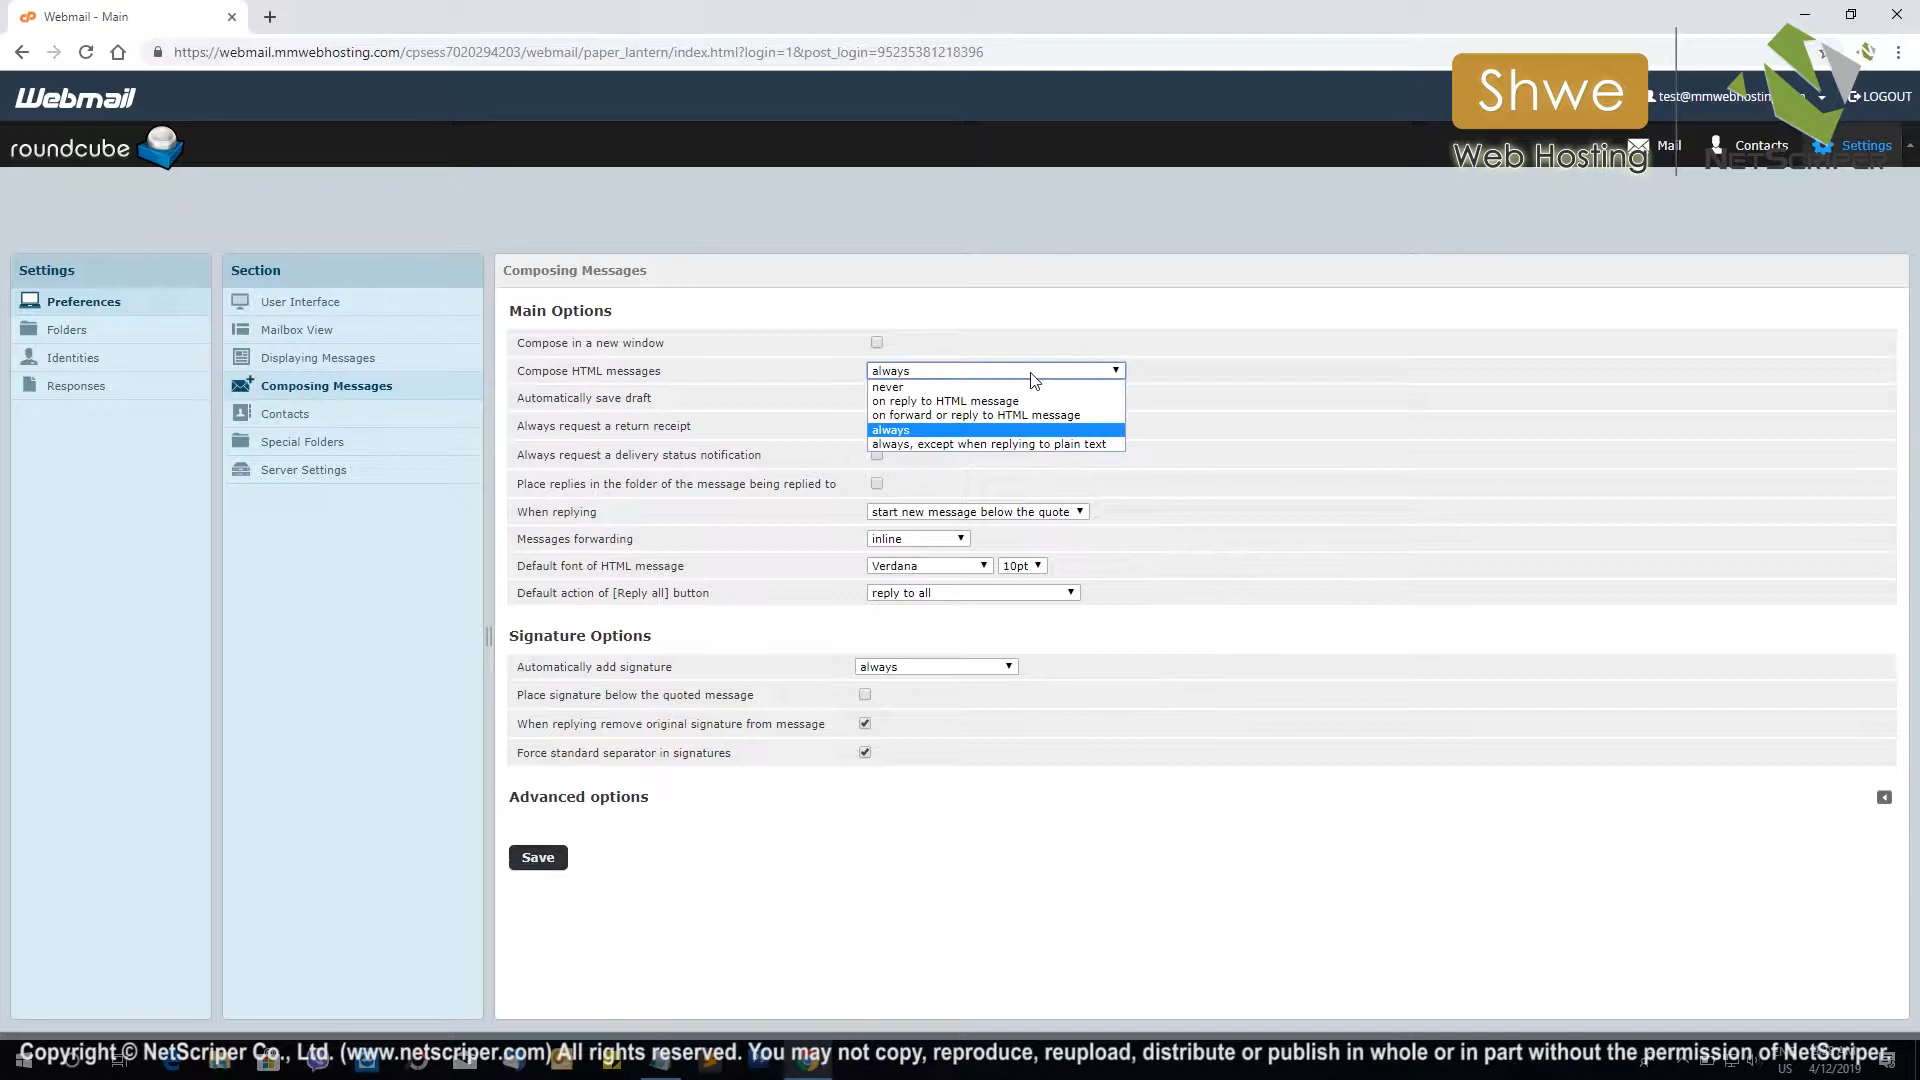 Webmail - Main
https://webmail.mmwebhosting.com/cpsess7020294203/webmail/paper_lantern/index.html?login=1&post_login=95235381218396
Webmail
Shwe
Web Hosting
NETSCRIPER
test@mmwebhosting
LOGOUT
roundcube
Mail
Contacts
Settings
Settings
Preferences
Folders
Identities
Responses
Section
User Interface
Mailbox View
Displaying Messages
Composing Messages
Contacts
Special Folders
Server Settings
Composing Messages
Main Options
Compose in a new window
Compose HTML messages always
never
on reply to HTML message
on forward or reply to HTML message
always
always, except when replying to plain text
Automatically save draft
Always request a return receipt
Always request a delivery status notification
Place replies in the folder of the message being replied to
When replying start new message below the quote
Messages forwarding inline
Default font of HTML message Verdana 10pt
Default action of [Reply all] button reply to all
Signature Options
Automatically add signature always
Place signature below the quoted message
When replying remove original signature from message
Force standard separator in signatures
Advanced options
Save
Copyright © NetScriper Co., Ltd. (www.netscriper.com) All rights reserved. You may not copy, reproduce, reupload, distribute or publish in whole or in part without the permission of NetScriper.
US 4/12/2019